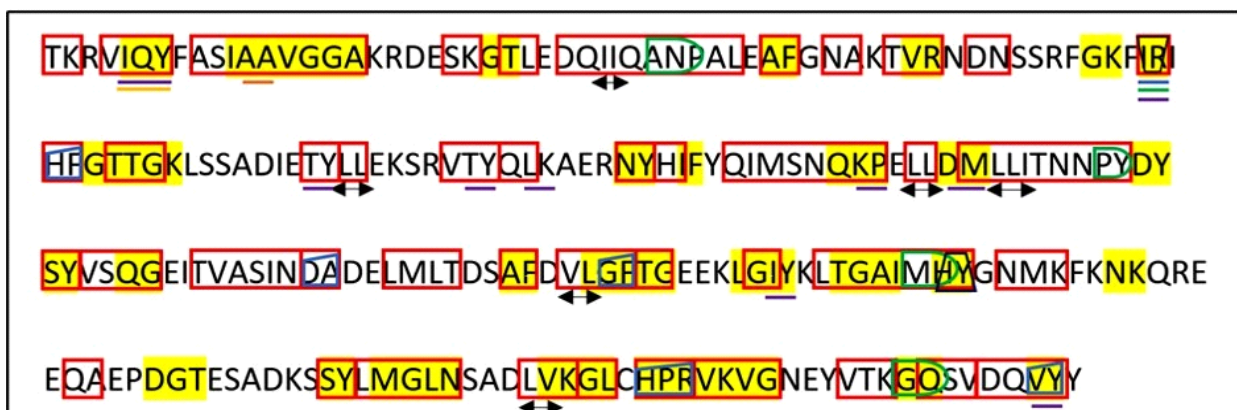 TKRVIQYFASIAAVGGAKRDESKGTLEDQIIQANPALEAFGNAKTVRNDNSSRFGKFIRI
HFGTTGKLSSADIETYLLEKSRVTYQLKAERNYHIFYQIMSNQKPELLDMLLITNNPYDY
SYVSQGEITVASINDADELMLTDSAFDVLGFTGEEKLGIYKLTGAIMHYGNMKFKNKQRE
EQAEPDGTESADKSSYLMGLNSADLVKGLCHPRVKVGNEYVTKGQSVDQVYY